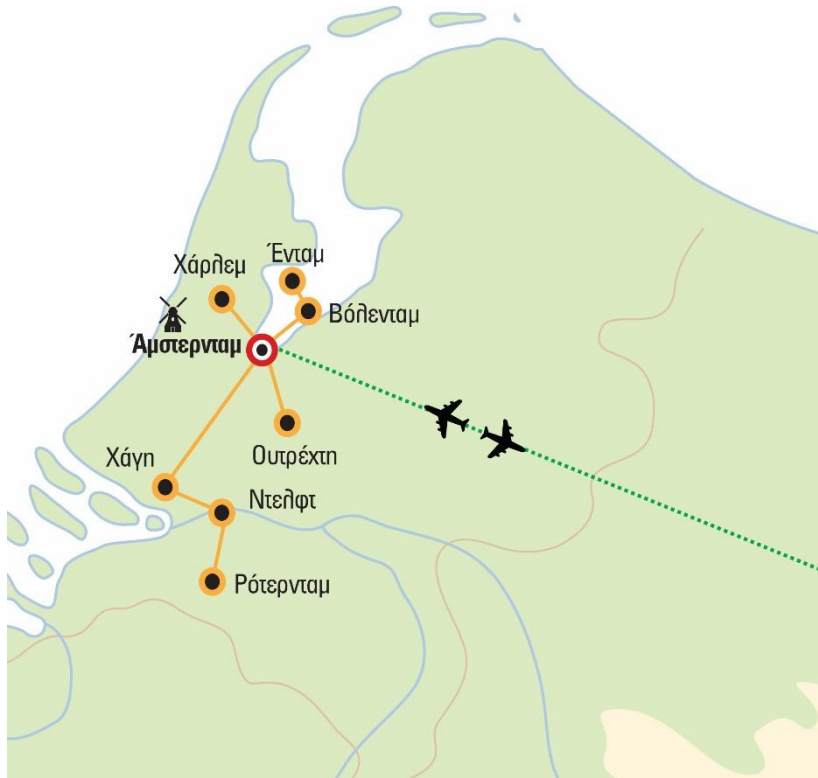 Ένταμ
Χάρλεμ
Βόλενταμ
Άμστερνταμ
Ουτρέχτη
Χάγη
Ντελφτ
Ρότερνταμ